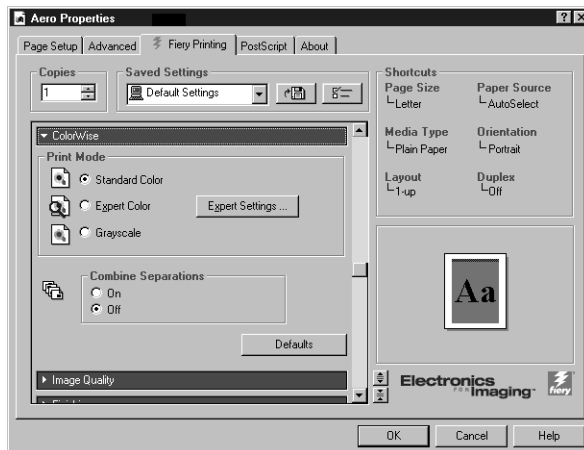 Aero Properties
Page Setup
Advanced
Fiery Printing
PostScript
About
Copies
1
Saved Settings
Default Settings
ColorWise
Print Mode
Standard Color
Expert Color
Expert Settings ...
Grayscale
Combine Separations
On
Off
Defaults
Image Quality
Shortcuts
Page Size
Letter
Paper Source
AutoSelect
Media Type
Plain Paper
Orientation
Portrait
Layout
1-up
Duplex
Off
Aa
Electronics
FOR Imaging
fiery
OK
Cancel
Help